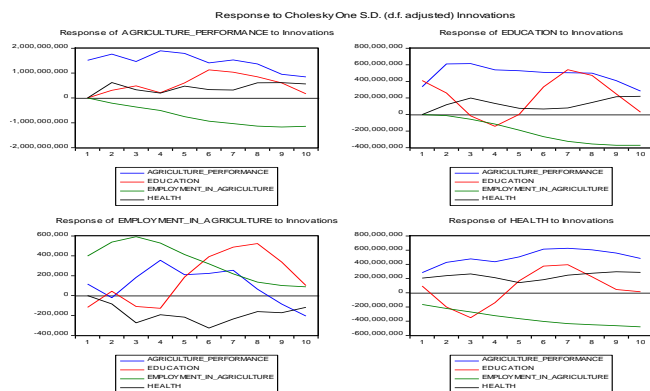 Response to Cholesky One S.D. (d.f. adjusted) Innovations
Response of AGRICULTURE_PERFORMANCE to Innovations
2,000,000,000
1,000,000,000
0
-1,000,000,000
-2,000,000,000
1 2 3 4 5 6 7 8 9 10
AGRICULTURE_PERFORMANCE
EDUCATION
EMPLOYMENT_IN_AGRICULTURE
HEALTH
Response of EDUCATION to Innovations
800,000,000
600,000,000
400,000,000
200,000,000
0
-200,000,000
-400,000,000
1 2 3 4 5 6 7 8 9 10
AGRICULTURE_PERFORMANCE
EDUCATION
EMPLOYMENT_IN_AGRICULTURE
HEALTH
Response of EMPLOYMENT_IN_AGRICULTURE to Innovations
600,000
400,000
200,000
0
-200,000
-400,000
1 2 3 4 5 6 7 8 9 10
AGRICULTURE_PERFORMANCE
EDUCATION
EMPLOYMENT_IN_AGRICULTURE
HEALTH
Response of HEALTH to Innovations
800,000,000
600,000,000
400,000,000
200,000,000
0
-200,000,000
-400,000,000
-600,000,000
1 2 3 4 5 6 7 8 9 10
AGRICULTURE_PERFORMANCE
EDUCATION
EMPLOYMENT_IN_AGRICULTURE
HEALTH